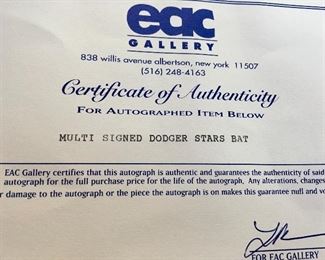 eac
GALLERY
838 willis avenue albertson, new york 11507
(516) 248-4163
Certificate of Authenticity
FOR AUTOGRAPHED ITEM BELOW
MULTI SIGNED DODGER STARS BAT
EAC Gallery certifies that this autograph is authentic and guarantees the authenticity of said
autograph for the full purchase price for the life of the autograph. Any alterations, changes
or damage to the autograph or the piece the autograph is on makes this guarantee null and vo
FOR EAC GALLERY